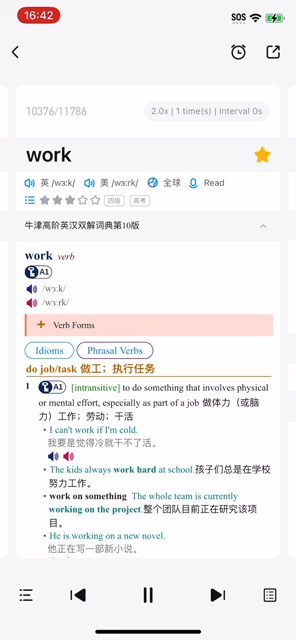 16:42
SOS
10376/11786
2.0x | 1 time(s) | Interval 0s
work
英 /wɜːk/ 美 /wɜːrk/ 全球 Read
四级 高考
牛津高阶英汉双解词典第10版
work verb
A1
/wɜːk/
/wɜːrk/
+ Verb Forms
Idioms Phrasal Verbs
do job/task 做工；执行任务
1 A1 [intransitive] to do something that involves physical
or mental effort, especially as part of a job 做体力（或脑
力）工作；劳动；干活
• I can't work if I'm cold.
我要是觉得冷就干不了活。
• The kids always work hard at school.孩子们总是在学校
努力工作。
• work on something The whole team is currently
working on the project.整个团队目前正在研究该项
目。
• He is working on a new novel.
他正在写一部新小说。